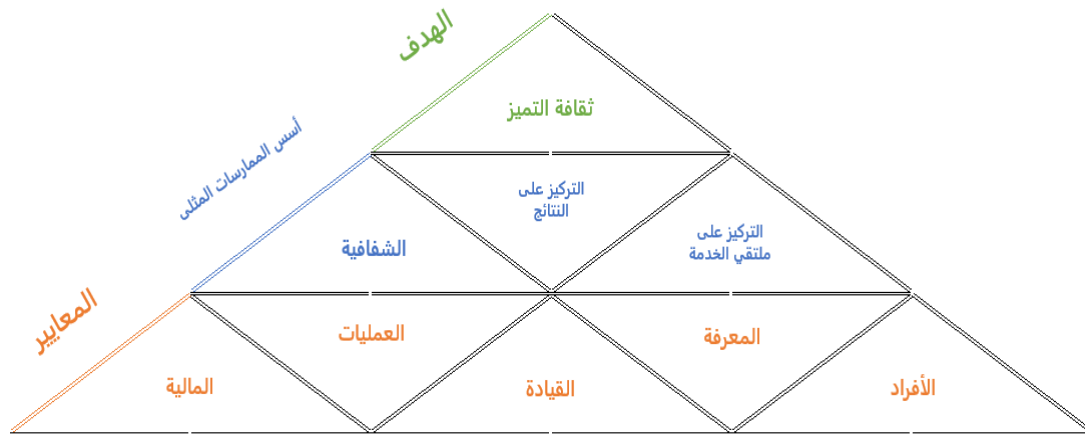 الهدف
ثقافة التميز
أسس الممارسات المثلى
التركيز على
النتائج
التركيز على
ملتقي الخدمة
الشفافية
المعايير
العمليات
المعرفة
المالية
القيادة
الأفراد